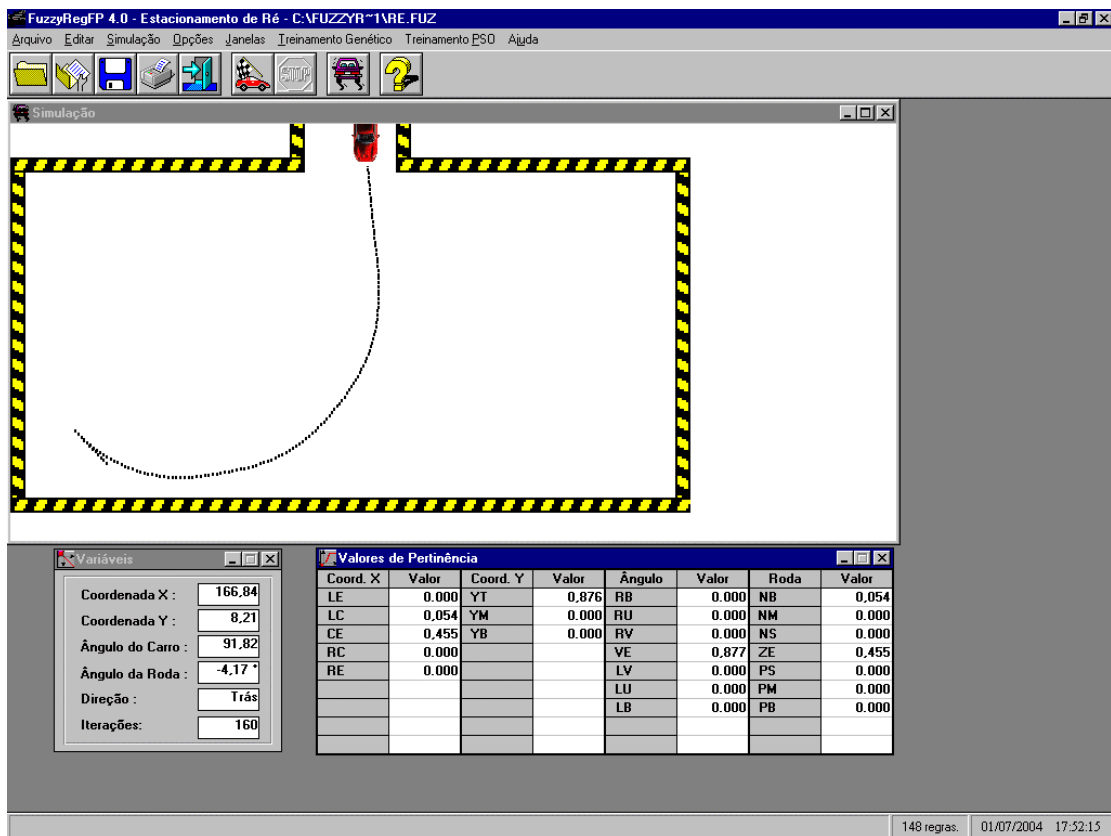 FuzzyRegFP 4.0 - Estacionamento de Ré - C:\FUZZYR~1\RE.FUZ
Arquivo Editar Simulação Opções Janelas Treinamento Genético Treinamento PSO Ajuda
STOP
Simulação
Variáveis
Coordenada X : 166,84
Coordenada Y : 8,21
Ângulo do Carro : 91,82
Ângulo da Roda : -4,17 °
Direção : Trás
Iterações: 160
Valores de Pertinência
Coord. X Valor Coord. Y Valor Ângulo Valor Roda Valor
LE 0.000 YT 0,876 RB 0.000 NB 0,054
LC 0,054 YM 0.000 RU 0.000 NM 0.000
CE 0,455 YB 0.000 RV 0.000 NS 0.000
RC 0.000 VE 0,877 ZE 0,455
RE 0.000 LV 0.000 PS 0.000
LU 0.000 PM 0.000
LB 0.000 PB 0.000
148 regras. 01/07/2004 17:52:15